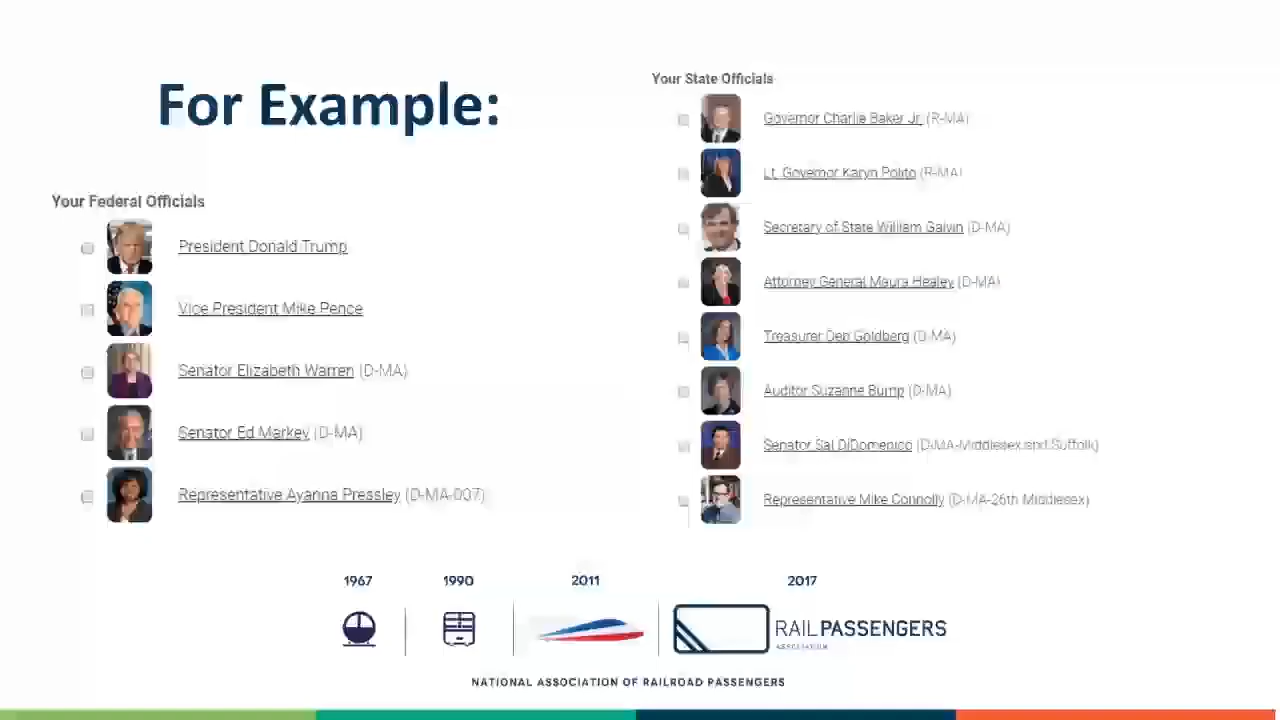 For Example:
Your Federal Officials
President Donald Trump
Vice President Mike Pence
Senator Elizabeth Warren (D-MA)
Senator Ed Markey (D-MA)
Representative Ayanna Pressley (D-MA-007)
Your State Officials
Governor Charlie Baker Jr. (R-MA)
Lt. Governor Karyn Polito (R-MA)
Secretary of State William Galvin (D-MA)
Attorney General Maura Healey (D-MA)
Treasurer Deb Goldberg (D-MA)
Auditor Suzanne Bump (D-MA)
Senator Sal DiDomenico (D-MA-Middlesex and Suffolk)
Representative Mike Connolly (D-MA-26th Middlesex)
1967 1990 2011 2017
RAILPASSENGERS
ASSOCIATION
NATIONAL ASSOCIATION OF RAILROAD PASSENGERS